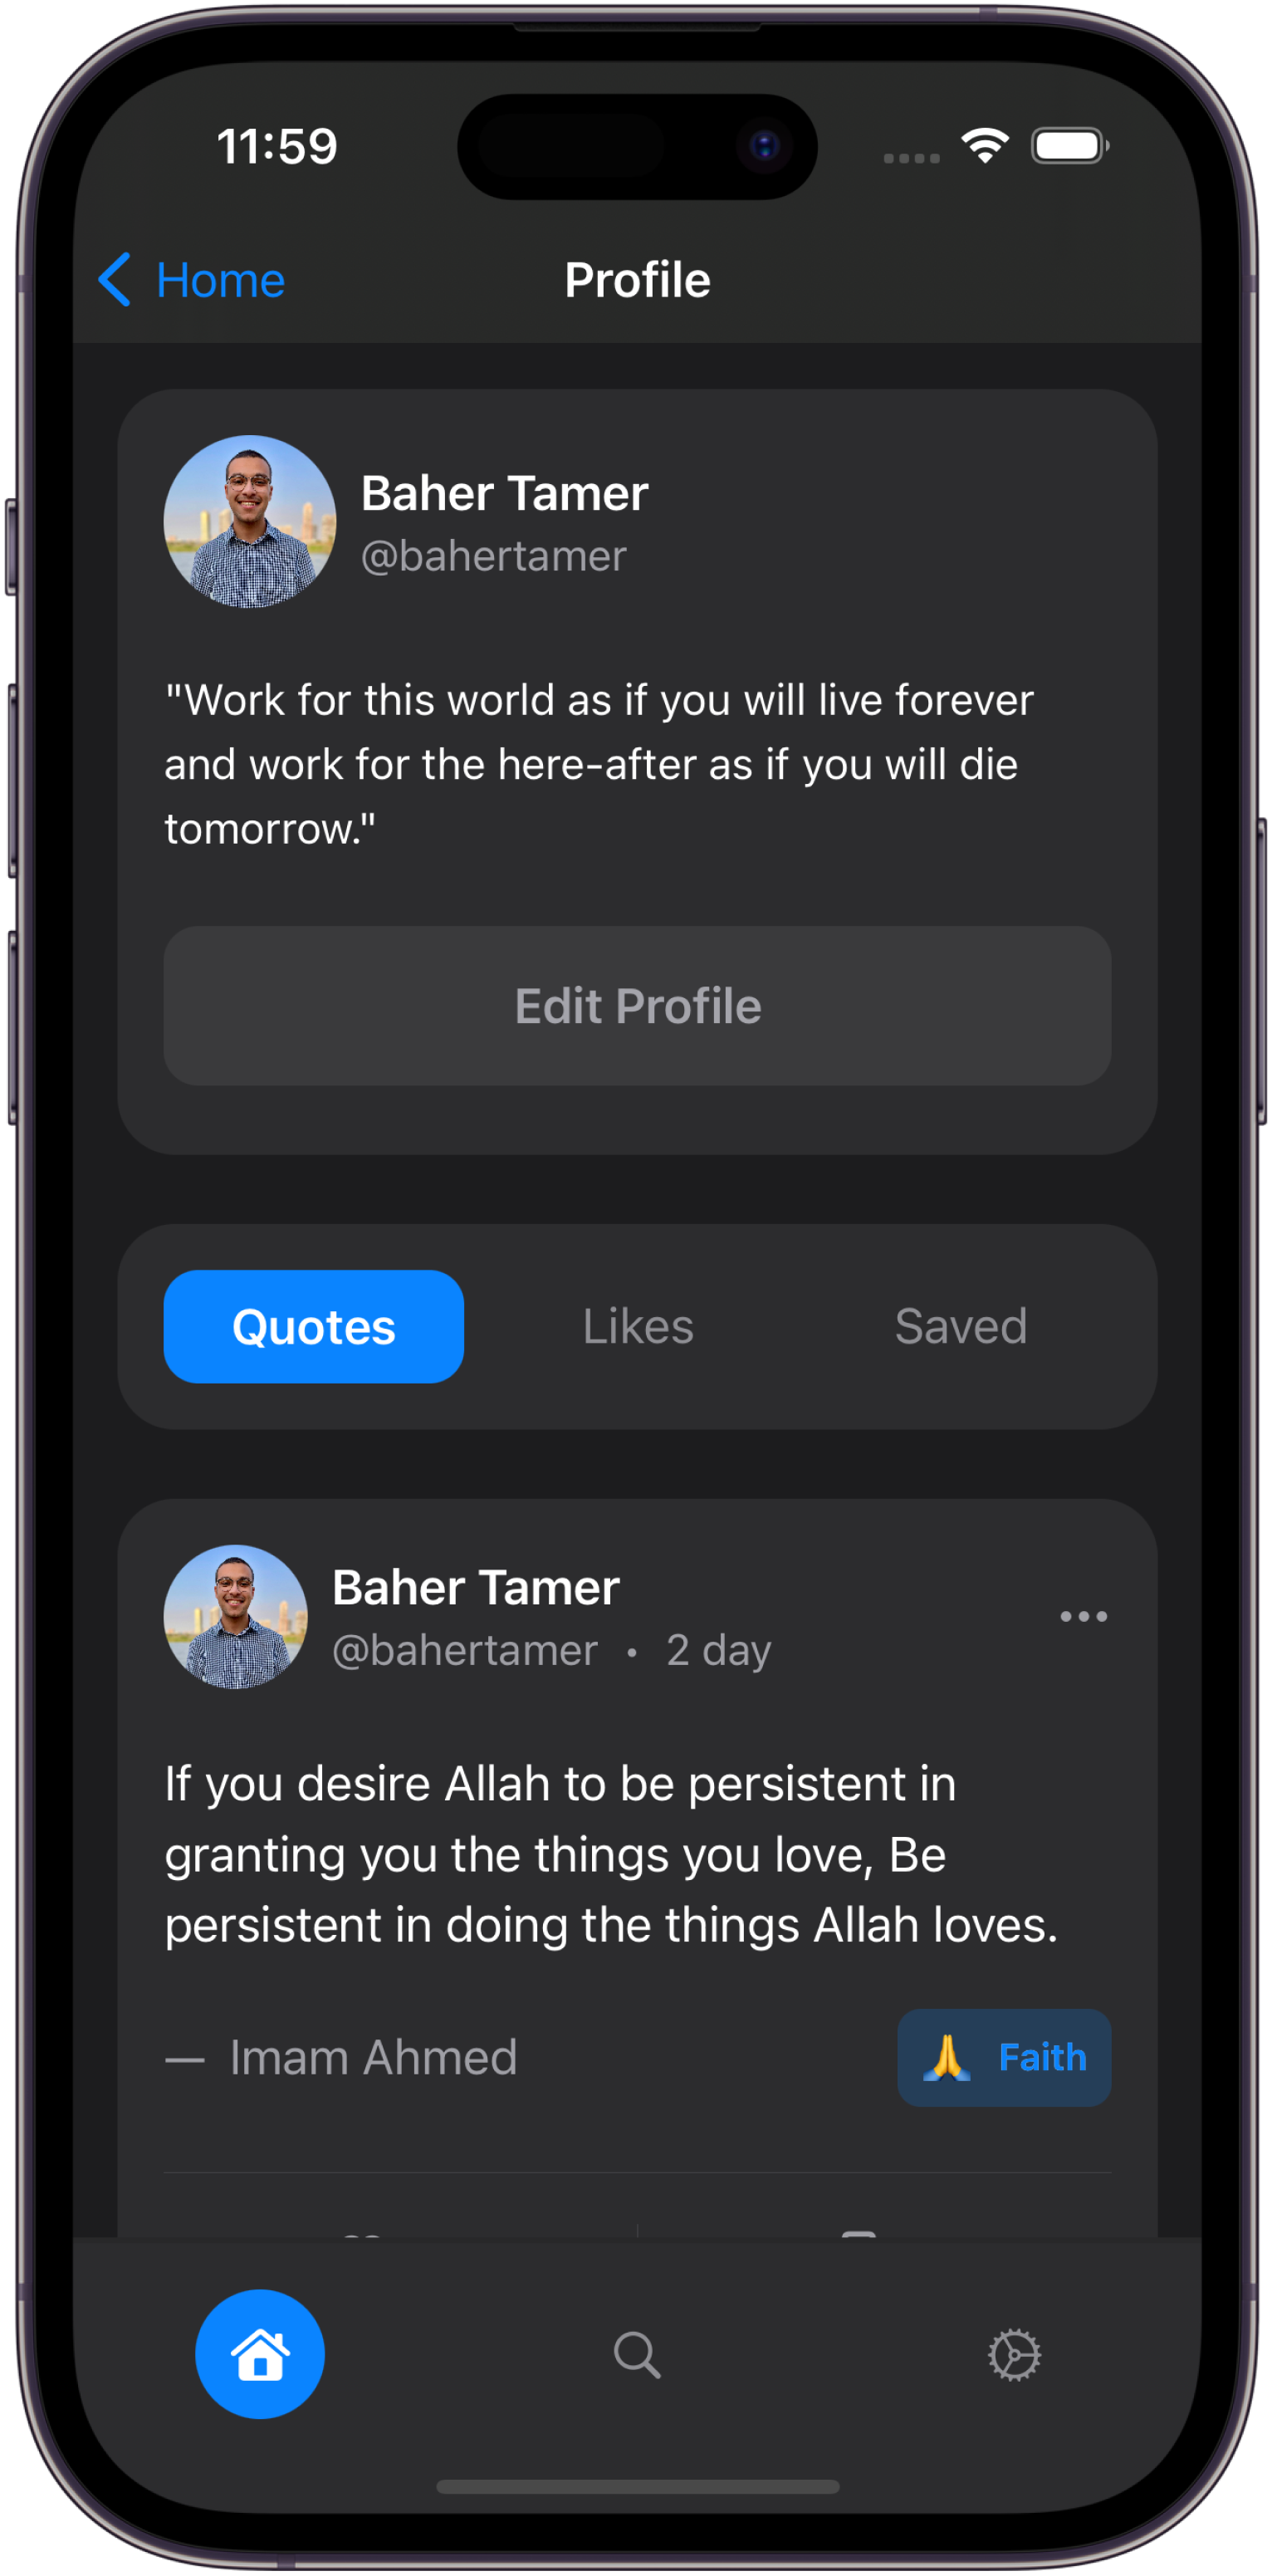 11:59
Home
Profile
Baher Tamer
@bahertamer
"Work for this world as if you will live forever
and work for the here-after as if you will die
tomorrow."
Edit Profile
Quotes
Likes
Saved
Baher Tamer
@bahertamer • 2 day
If you desire Allah to be persistent in
granting you the things you love, Be
persistent in doing the things Allah loves.
— Imam Ahmed
🙏 Faith